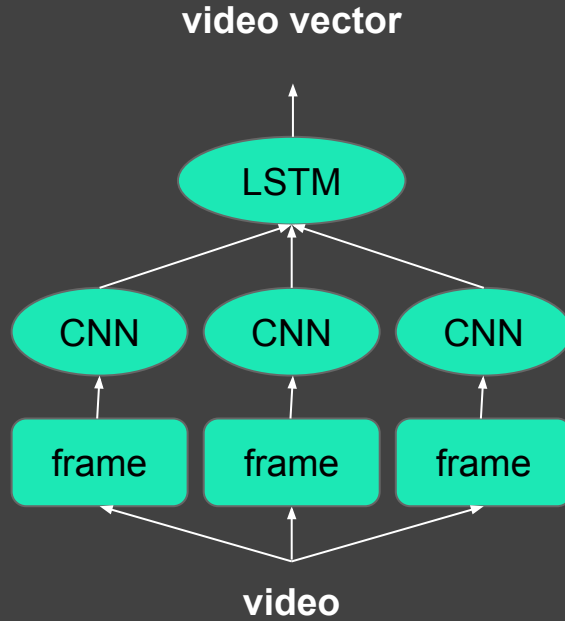 video vector
LSTM
CNN CNN CNN
frame frame frame
video